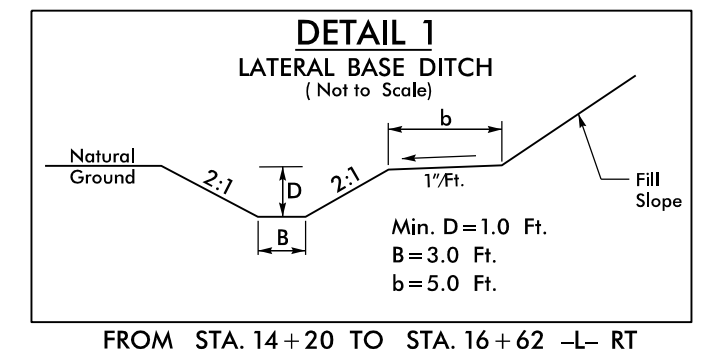 DETAIL 1
LATERAL BASE DITCH
( Not to Scale)
b
Natural
Ground
2:1
D
2:1
1"/Ft.
Fill
Slope
B
Min. D=1.0 Ft.
B=3.0 Ft.
b=5.0 Ft.
FROM STA. 14+20 TO STA. 16+62 -L- RT